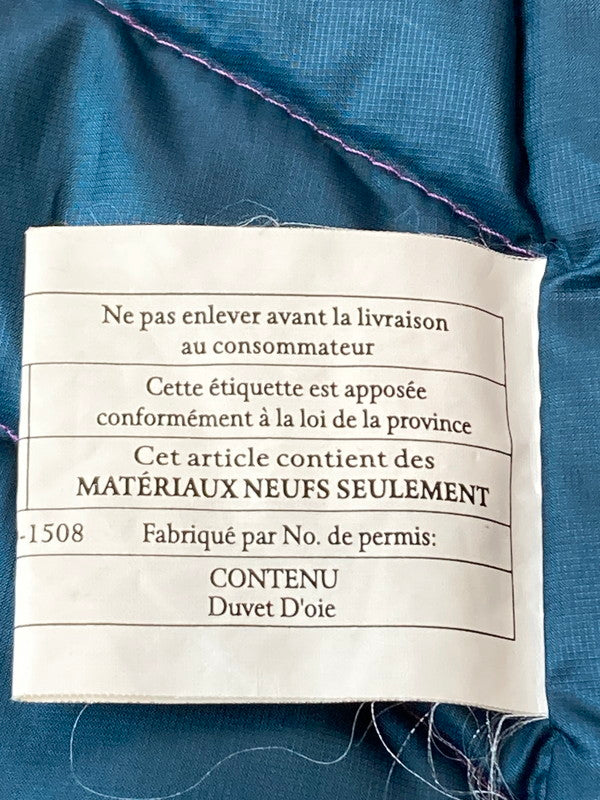 Ne pas enlever avant la livraison
au consommateur
Cette étiquette est apposée
conformément à la loi de la province
Cet article contient des
MATÉRIAUX NEUFS SEULEMENT
-1508 Fabriqué par No. de permis:
CONTENU
Duvet D'oie